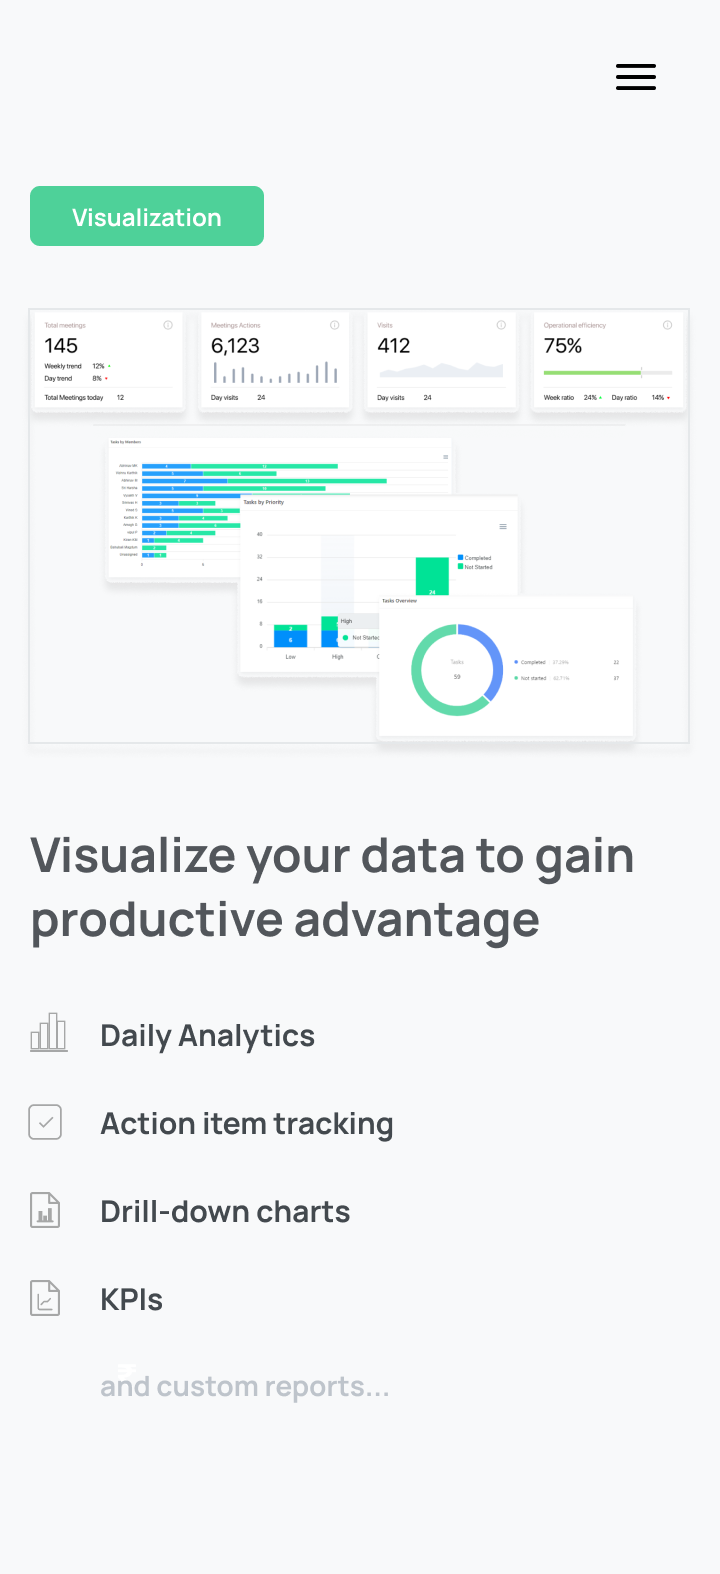 Visualization
Total meetings
145
Weekly trend 12%
Day trend 8%
Total Meetings today 12
Meetings Actions
6,123
Day visits 24
Visits
412
Day visits 24
Operational efficiency
75%
Week ratio 24% Day ratio 14%
Tasks by Members
Tasks by Priority
40
32
24
16
8
0
24
2
6
Low
High
Completed
Not Started
High
Not Started
Tasks Overview
Tasks
59
Completed 37.29% 22
Not started 62.71% 37
Visualize your data to gain
productive advantage
Daily Analytics
Action item tracking
Drill-down charts
KPIs
and custom reports...